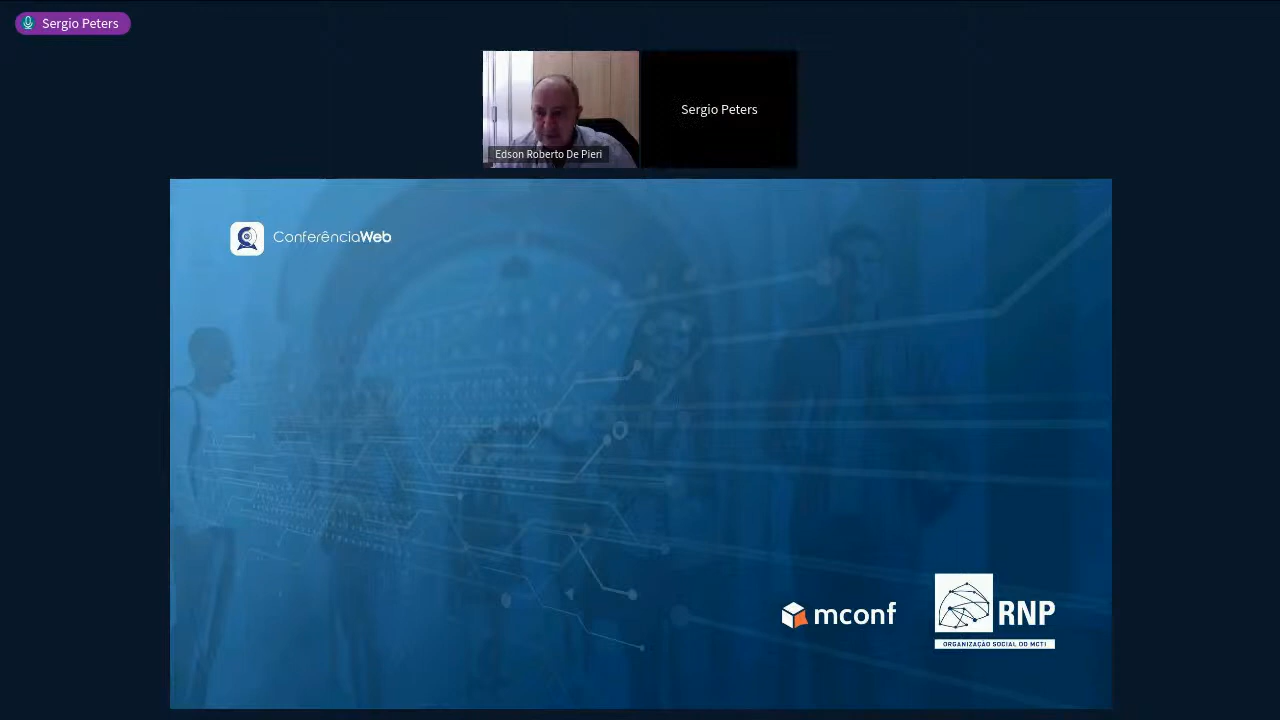 Sergio Peters
Edson Roberto De Pieri
Sergio Peters
ConferênciaWeb
mconf
RNP
ORGANIZAÇÃO SOCIAL DO MCTI